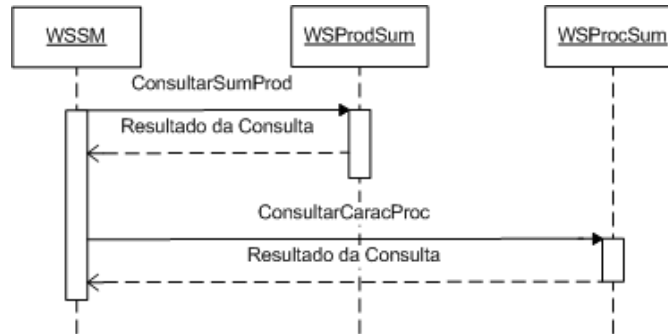 WSSM
WSProdSum
WSProcSum
ConsultarSumProd
Resultado da Consulta
ConsultarCaracProc
Resultado da Consulta